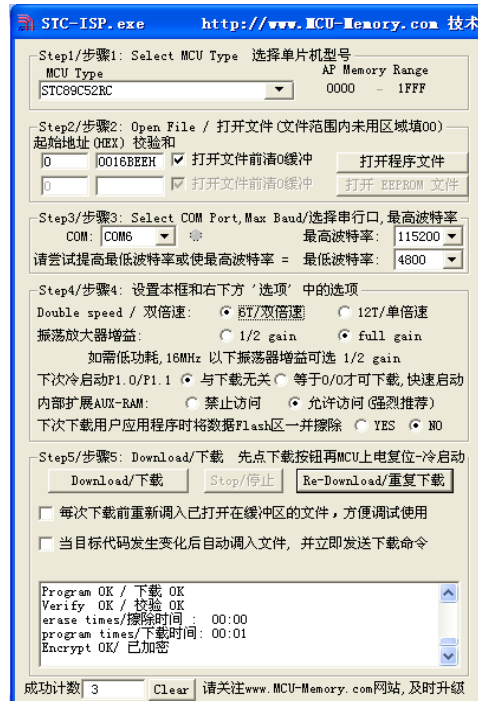 STC-ISP.exe http://www.MCU-Memory.com 技术
Step1/步骤1: Select MCU Type 选择单片机型号
MCU Type AP Memory Range
STC89C52RC 0000 - 1FFF
Step2/步骤2: Open File / 打开文件(文件范围内未用区域填00)
起始地址(HEX) 校验和
0 0016BEEH 打开文件前清0缓冲 打开程序文件
0 打开文件前清0缓冲 打开 EEPROM 文件
Step3/步骤3: Select COM Port,Max Baud/选择串行口,最高波特率
COM: COM6 最高波特率: 115200
请尝试提高最低波特率或使最高波特率 = 最低波特率: 4800
Step4/步骤4: 设置本框和右下方 '选项' 中的选项
Double speed / 双倍速: 6T/双倍速 12T/单倍速
振荡放大器增益: 1/2 gain full gain
如需低功耗,16MHz 以下振荡器增益可选 1/2 gain
下次冷启动P1.0/P1.1 与下载无关 等于0/0才可下载,快速启动
内部扩展AUX-RAM: 禁止访问 允许访问(强烈推荐)
下次下载用户应用程序时将数据Flash区一并擦除 YES NO
Step5/步骤5: Download/下载 先点下载按钮再MCU上电复位-冷启动
Download/下载 Stop/停止 Re-Download/重复下载
每次下载前重新调入已打开在缓冲区的文件,方便调试使用
当目标代码发生变化后自动调入文件, 并立即发送下载命令
Program OK / 下载 OK
Verify OK / 校验 OK
erase times/擦除时间 : 00:00
program times/下载时间: 00:01
Encrypt OK/ 已加密
成功计数 3 Clear 请关注www.MCU-Memory.com网站,及时升级